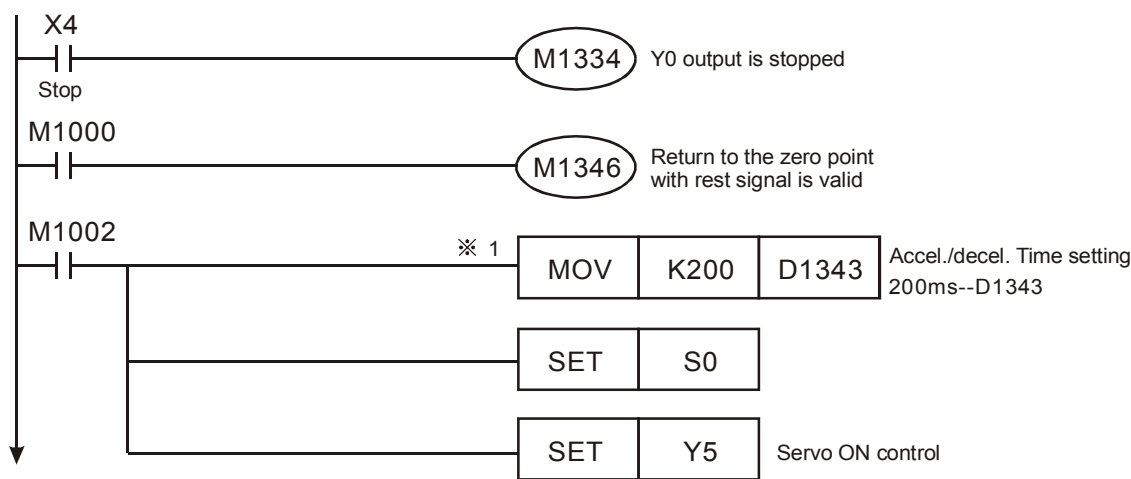 X4
M1334 Y0 output is stopped
Stop
M1000
M1346 Return to the zero point
with rest signal is valid
M1002
※ 1
MOV K200 D1343 Accel./decel. Time setting
200ms--D1343
SET S0
SET Y5 Servo ON control